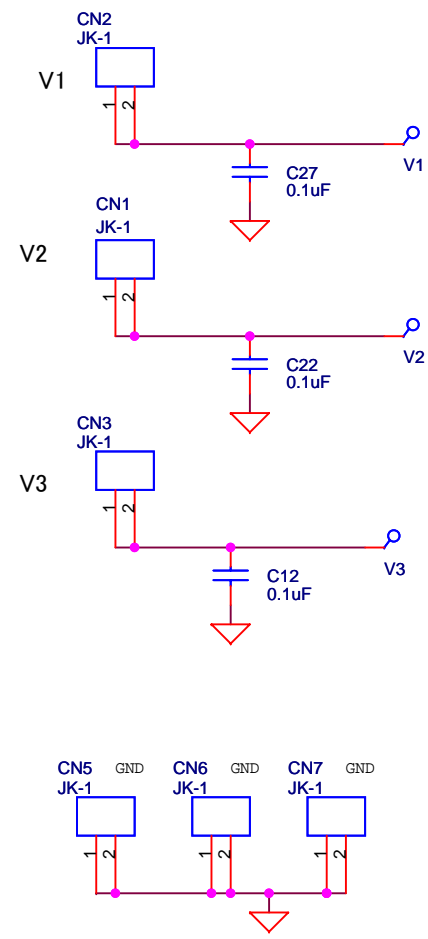 CN2
JK-1
V1
1 2
V1
C27
0.1uF
CN1
JK-1
V2
1 2
V2
C22
0.1uF
CN3
JK-1
V3
1 2
V3
C12
0.1uF
CN5 GND CN6 GND CN7 GND
JK-1 JK-1 JK-1
1 2 1 2 1 2